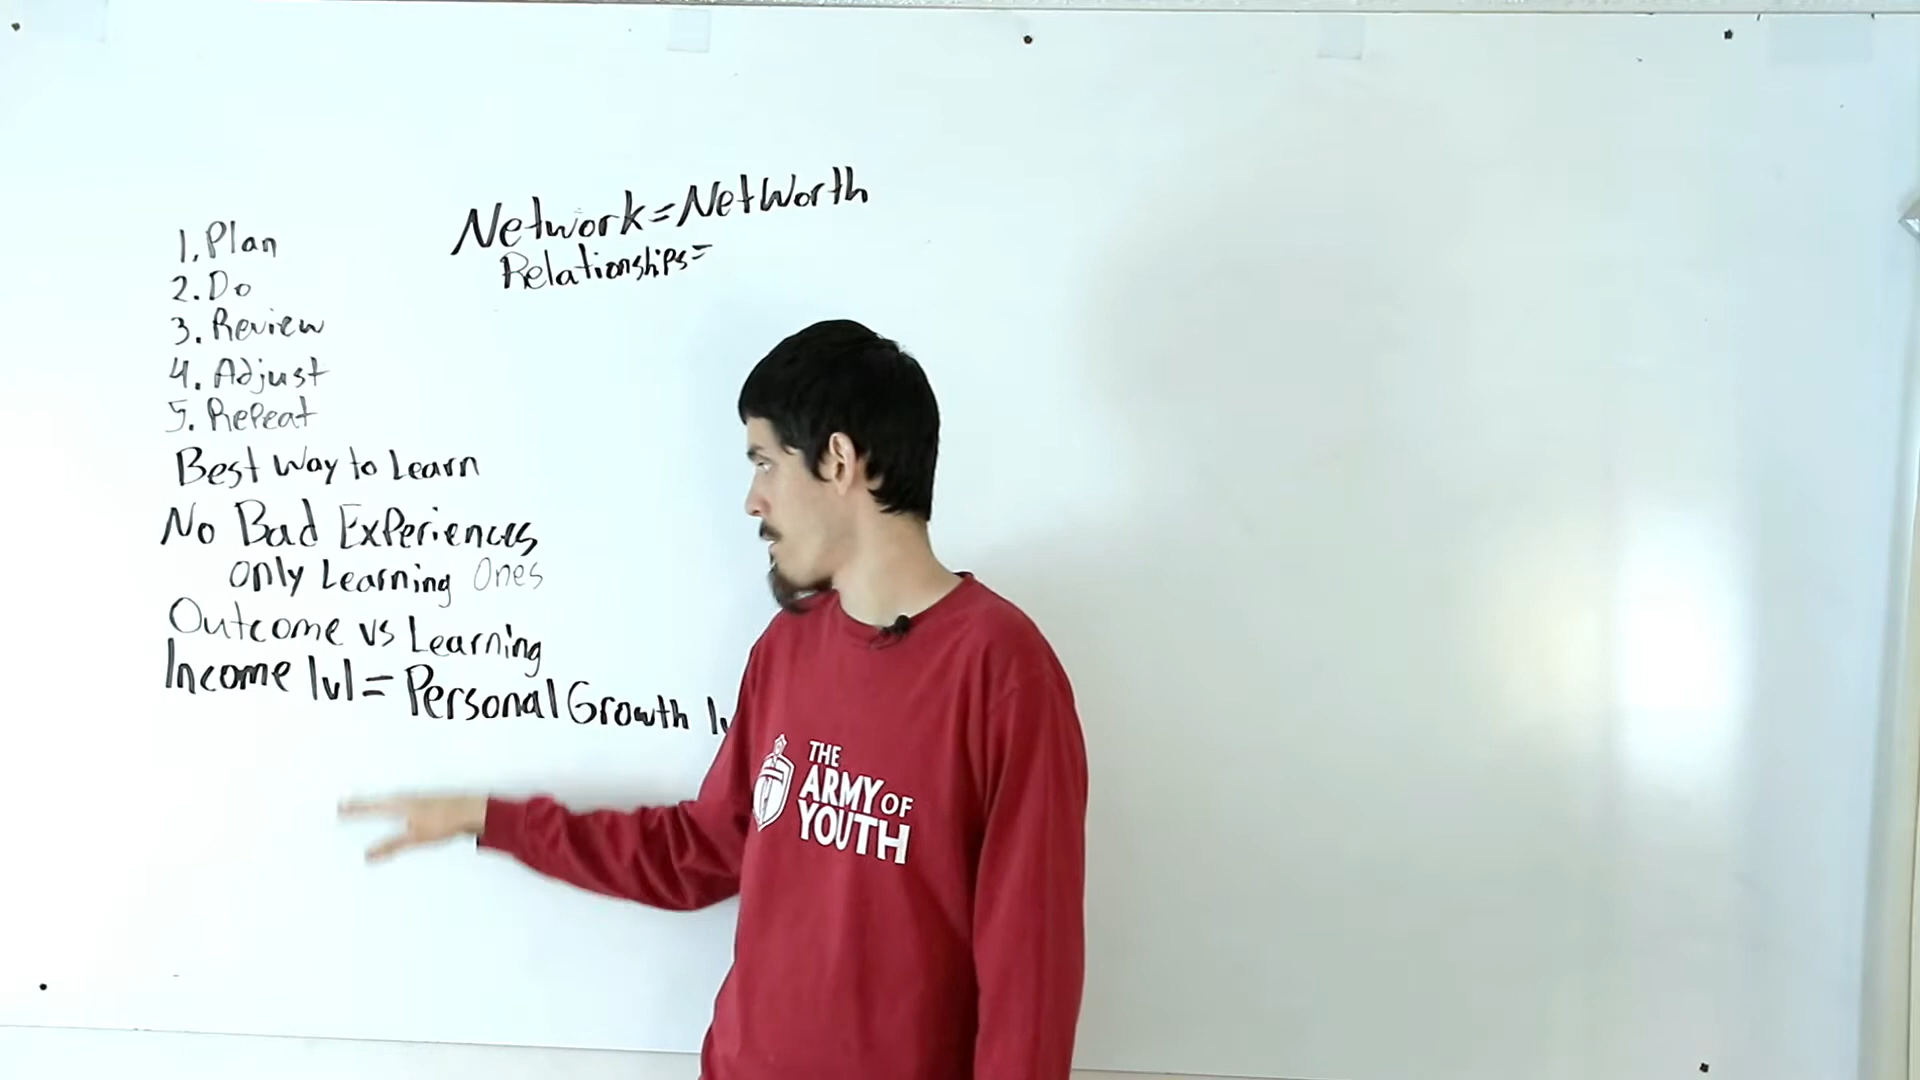 1. Plan
2. Do
3. Review
4. Adjust
5. Repeat
Best Way to Learn
No Bad Experiences
only Learning Ones
Outcome vs Learning
Income lvl = Personal Growth
Network = NetWorth
Relationships =
THE
ARMY OF
YOUTH